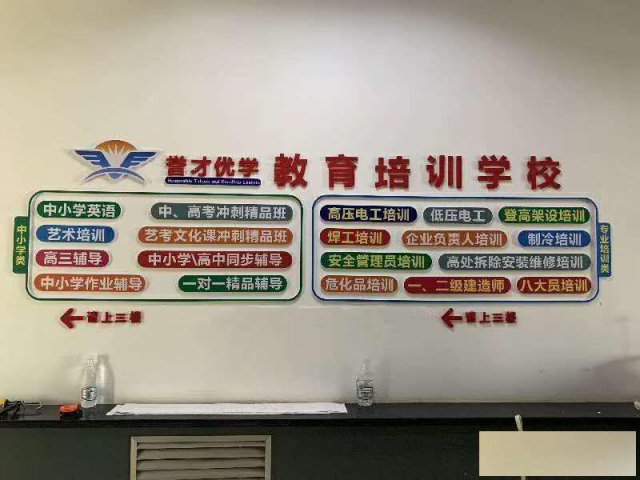 誉才优学 教育培训学校
中小学类
中小学英语 中、高考冲刺精品班
艺术培训 艺考文化课冲刺精品班
高三辅导 中小学\高中同步辅导
中小学作业辅导 一对一精品辅导
请上三楼
高压电工培训 低压电工 登高架设培训
焊工培训 企业负责人培训 制冷培训
安全管理员培训 高处拆除安装维修培训
危化品培训 一、二级建造师 八大员培训
专业培训类
请上三楼